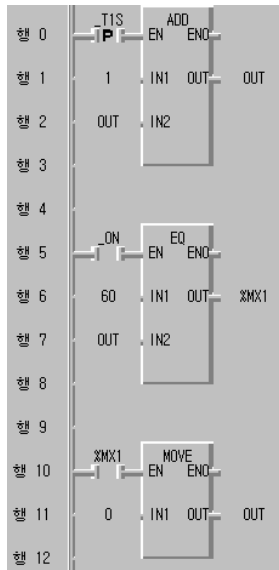 _T1S ADD
행 0 P EN ENO
행 1 1 IN1 OUT OUT
행 2 OUT IN2
행 3
행 4
_ON EQ
행 5 EN ENO
행 6 60 IN1 OUT %MX1
행 7 OUT IN2
행 8
행 9
%MX1 MOVE
행 10 EN ENO
행 11 0 IN1 OUT OUT
행 12